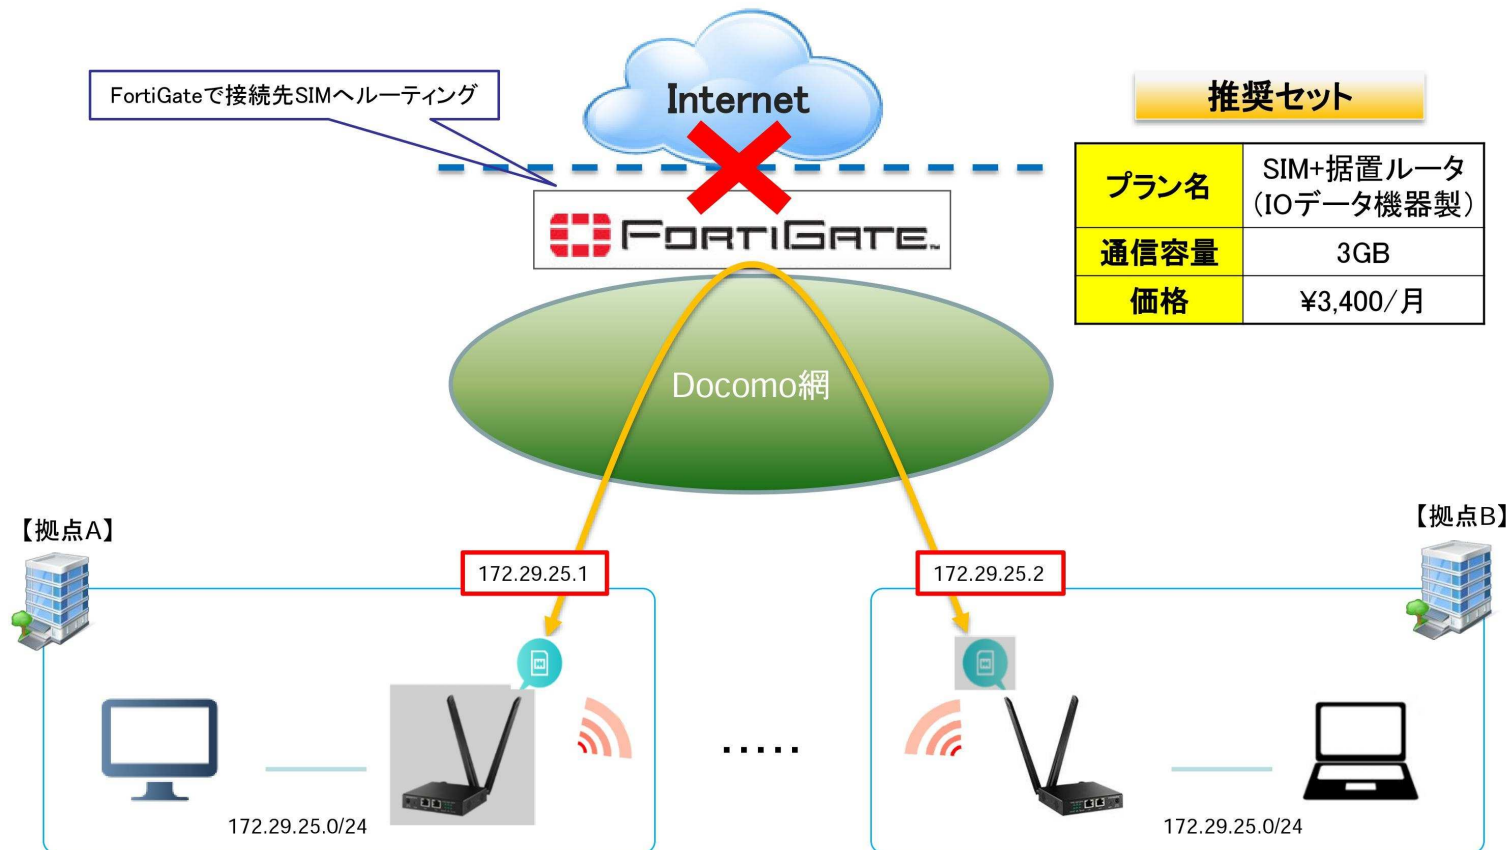 Internet
FortiGateで接続先SIMへルーティング
FORTIGATE™
推奨セット
プラン名
SIM+据置ルータ
(IOデータ機器製)
通信容量
3GB
価格
¥3,400/月
Docomo網
【拠点A】
【拠点B】
172.29.25.1
172.29.25.2
.....
172.29.25.0/24
172.29.25.0/24